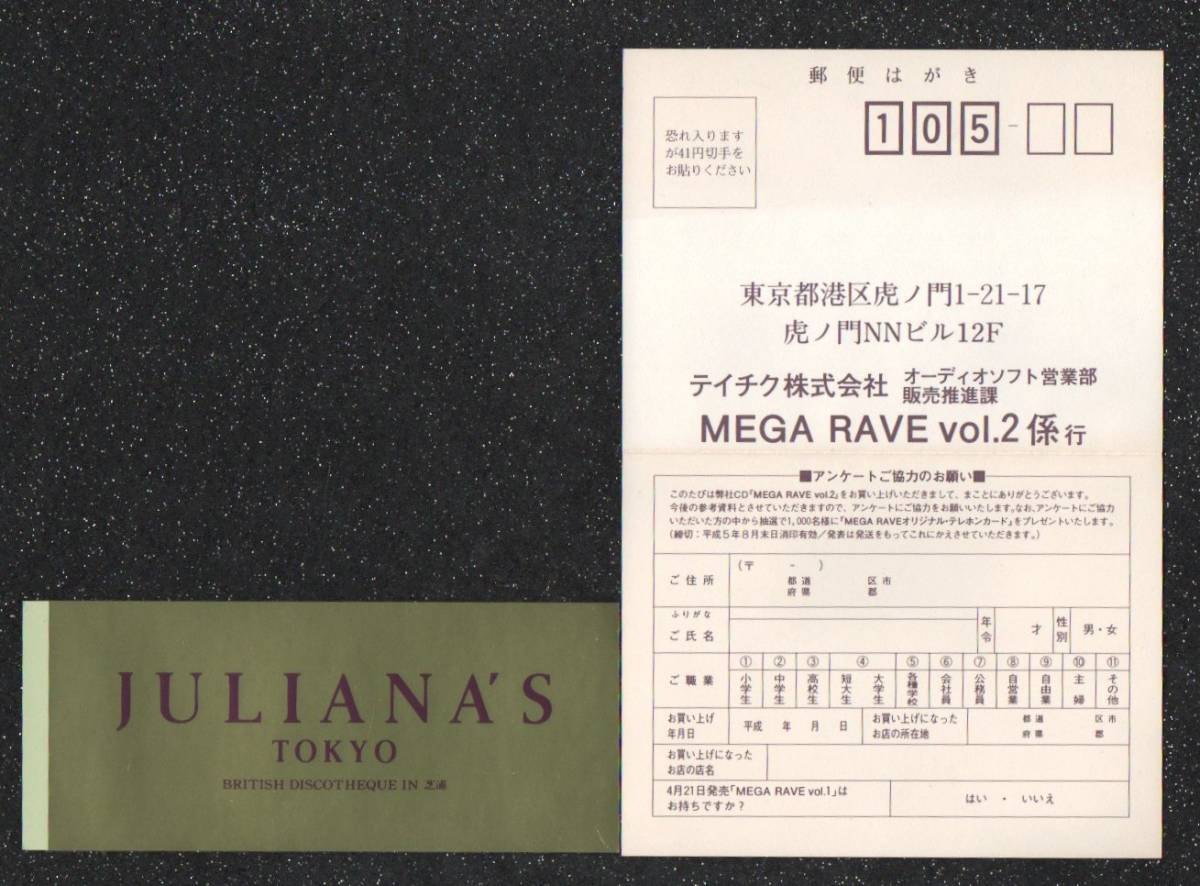 JULIANA'S
TOKYO
BRITISH DISCOTHEQUE IN 芝浦
郵便はがき
恐れ入ります
が41円切手を
お貼りください
105-
東京都港区虎ノ門1-21-17
虎ノ門NNビル12F
テイチク株式会社 オーディオソフト営業部
販売推進課
MEGA RAVE vol.2 係 行
■アンケートご協力のお願い■
このたびは弊社CD「MEGA RAVE vol.2」をお買い上げいただきまして、まことにありがとうございます。
今後の参考資料とさせていただきますので、アンケートにご協力をお願いいたします。なお、アンケートにご協力
いただいた方の中から抽選で1,000名様に「MEGA RAVEオリジナル・テレホンカード」をプレゼントいたします。
(締切:平成5年8月末日消印有効/発表は発送をもってこれにかえさせていただきます。)
ご住所 (〒 - )
都道 区市
府県 郡
ふりがな
ご氏名 年令 才 性別 男・女
ご職業 ①小学生 ②中学生 ③高校生 ④短大生 大学生 ⑤各種学校 ⑥会社員 ⑦公務員 ⑧自営業 ⑨自由業 ⑩主婦 ⑪その他
お買い上げ
年月日 平成 年 月 日 お買い上げになった
お店の所在地 都道 区市
府県 郡
お買い上げになった
お店の店名
4月21日発売「MEGA RAVE vol.1」は
お持ちですか? はい ・ いいえ